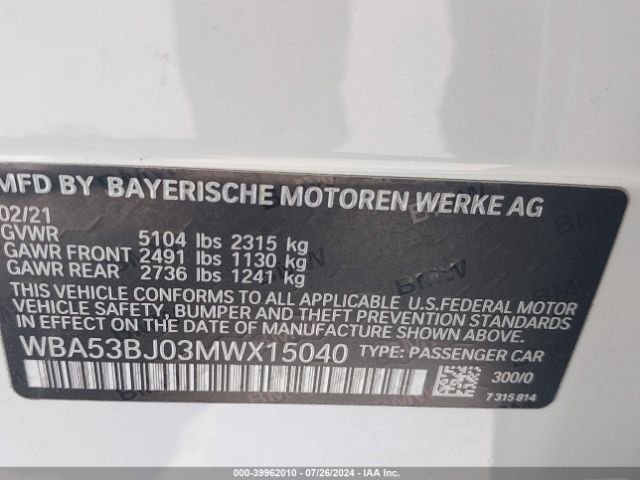 MFD BY BAYERISCHE MOTOREN WERKE AG
02/21
GVWR 5104 lbs 2315 kg
GAWR FRONT 2491 lbs 1130 kg
GAWR REAR 2736 lbs 1241 kg
THIS VEHICLE CONFORMS TO ALL APPLICABLE U.S.FEDERAL MOTOR
VEHICLE SAFETY, BUMPER AND THEFT PREVENTION STANDARDS
IN EFFECT ON THE DATE OF MANUFACTURE SHOWN ABOVE.
WBA53BJ03MWX15040 TYPE: PASSENGER CAR
300/0
7 315 814
000-39962010 - 07/26/2024 - IAA Inc.